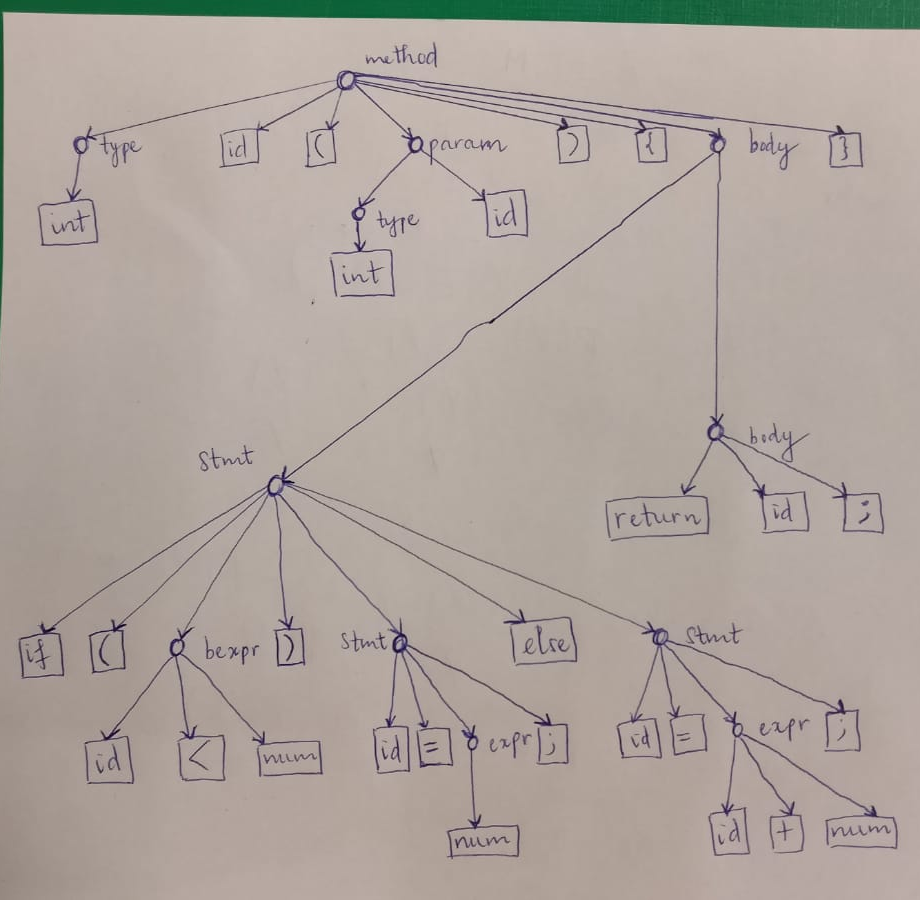 method
type id ( param ) { body }
int type id
int
Stmt body
return id ;
if ( bexpr ) Stmt else Stmt
id < num id = expr ; id = expr ;
num id + num